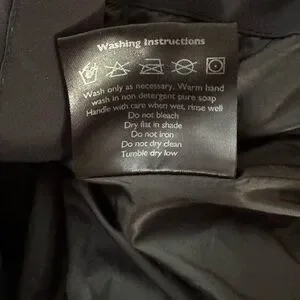 Washing Instructions
Wash only as necessary. Warm hand
wash in non detergent pure soap
Handle with care when wet, rinse well
Do not bleach
Dry flat in shade
Do not iron
Do not dry clean
Tumble dry low